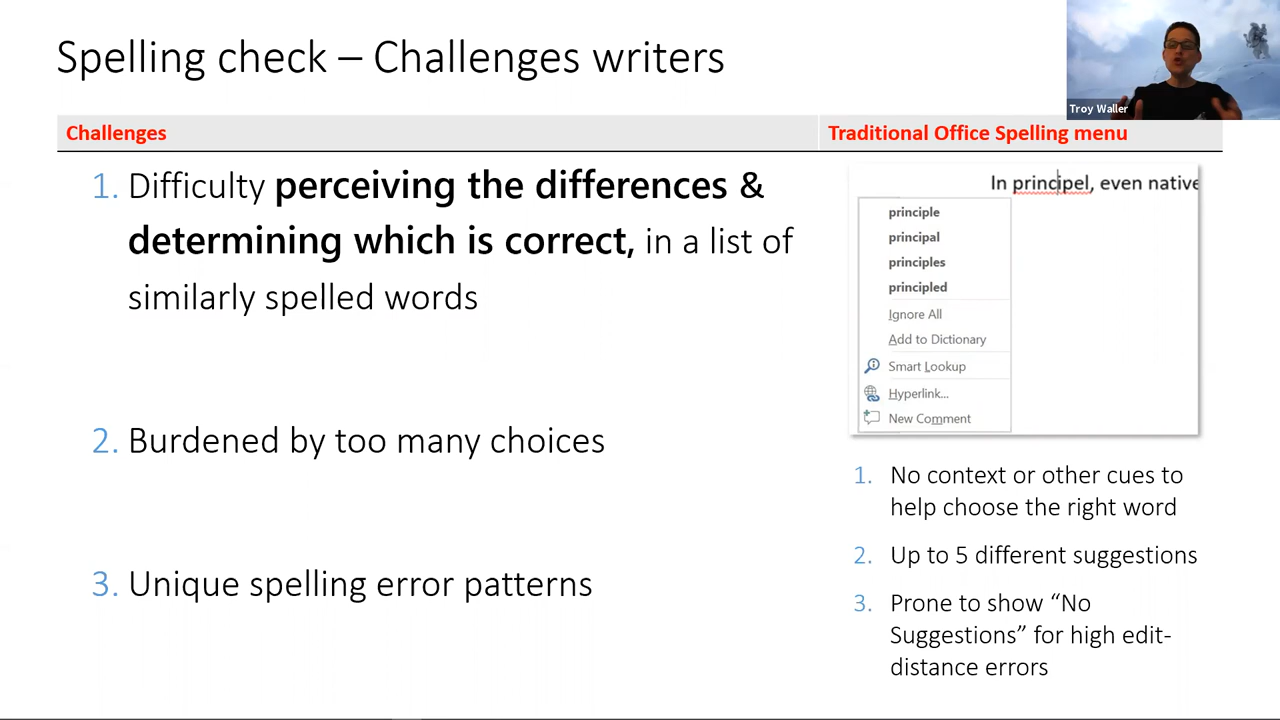 Spelling check – Challenges writers
Troy Waller
Challenges
Traditional Office Spelling menu
1. Difficulty perceiving the differences &
determining which is correct, in a list of
similarly spelled words
2. Burdened by too many choices
3. Unique spelling error patterns
In principel, even native
principle
principal
principles
principled
Ignore All
Add to Dictionary
Smart Lookup
Hyperlink...
New Comment
1. No context or other cues to
help choose the right word
2. Up to 5 different suggestions
3. Prone to show “No
Suggestions” for high edit-
distance errors